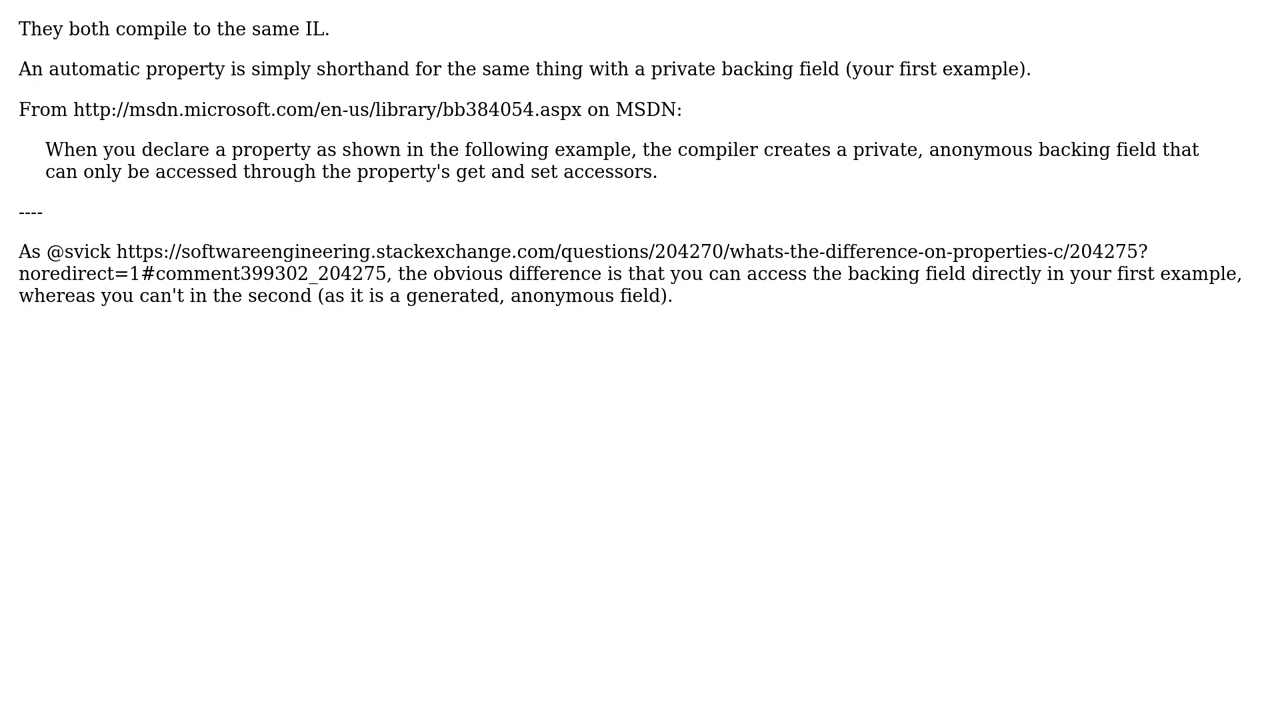 They both compile to the same IL.
An automatic property is simply shorthand for the same thing with a private backing field (your first example).
From http://msdn.microsoft.com/en-us/library/bb384054.aspx on MSDN:
When you declare a property as shown in the following example, the compiler creates a private, anonymous backing field that
can only be accessed through the property's get and set accessors.
----
As @svick https://softwareengineering.stackexchange.com/questions/204270/whats-the-difference-on-properties-c/204275?
noredirect=1#comment399302_204275, the obvious difference is that you can access the backing field directly in your first example,
whereas you can't in the second (as it is a generated, anonymous field).